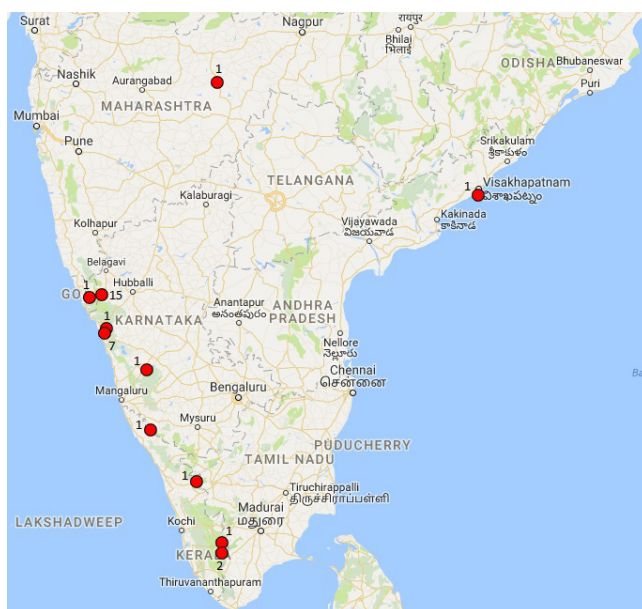 Surat
Nagpur
रायपुर
Bhilai
भिलाई
ODISHA
Bhubaneswar
1
Nashik
Aurangabad
Puri
MAHARASHTRA
Mumbai
Pune
Srikakulam
శ్రీకాకుళం
TELANGANA
1
Visakhapatnam
విశాఖపట్నం
Kalaburagi
Kolhapur
Vijayawada
విజయవాడ
Kakinada
కాకినాడ
Belagavi
1
Hubballi
GO
15
Anantapur
అనంతపురం
ANDHRA
PRADESH
1
KARNATAKA
7
Nellore
నెల్లూరు
1
Chennai
சென்னை
Bengaluru
Mangaluru
Ba
1
Mysuru
PUDUCHERRY
TAMIL NADU
1
Tiruchirappalli
திருச்சிராப்பள்ளி
LAKSHADWEEP
Kochi
Madurai
மதுரை
1
KERALA
2
Thiruvananthapuram